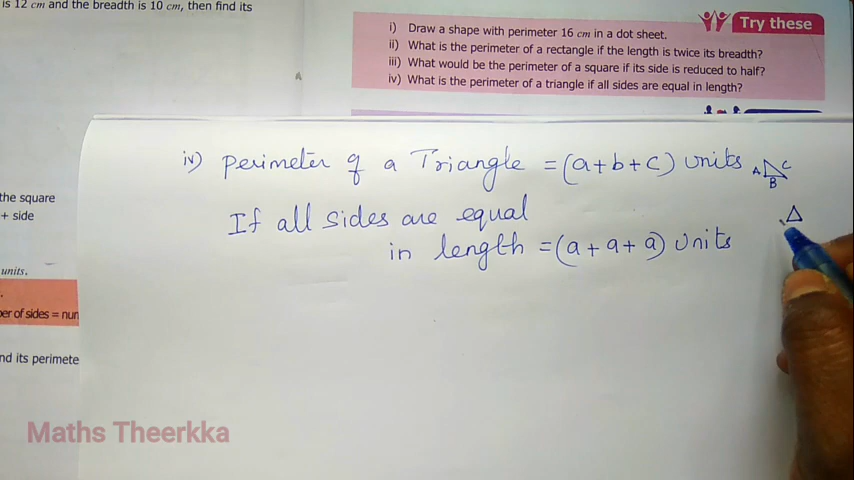 is 12 cm and the breadth is 10 cm, then find its
Try these
i) Draw a shape with perimeter 16 cm in a dot sheet.
ii) What is the perimeter of a rectangle if the length is twice its breadth?
iii) What would be the perimeter of a square if its side is reduced to half?
iv) What is the perimeter of a triangle if all sides are equal in length?
A
iv) Perimeter of a Triangle = (a+b+c) units
A C
B
If all sides are equal
in length = (a + a + a) units
the square
+ side
units.
er of sides = nun
nd its perimete
Maths Theerkka